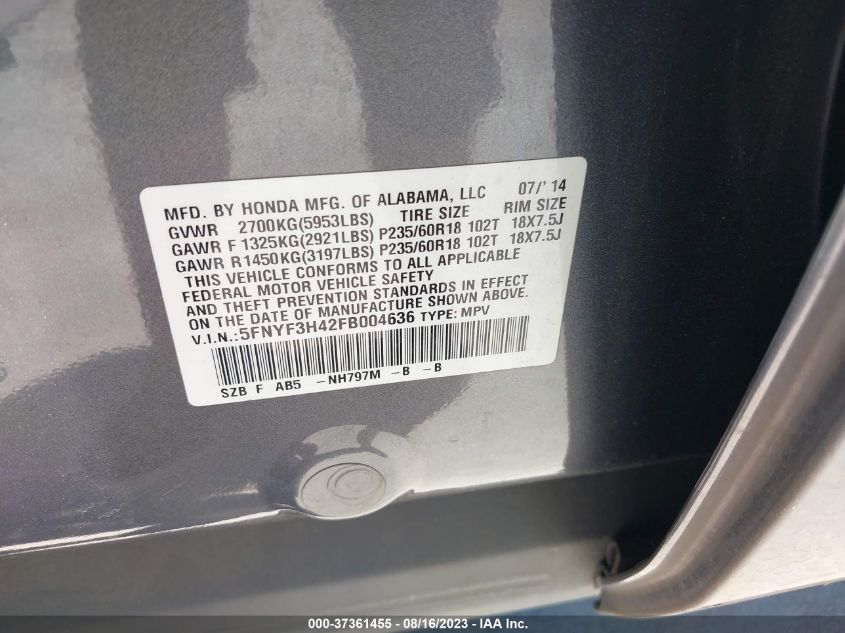 MFD. BY HONDA MFG. OF ALABAMA, LLC 07/'14
GVWR 2700KG(5953LBS) TIRE SIZE RIM SIZE
GAWR F 1325KG(2921LBS) P235/60R18 102T 18X7.5J
GAWR R1450KG(3197LBS) P235/60R18 102T 18X7.5J
THIS VEHICLE CONFORMS TO ALL APPLICABLE
FEDERAL MOTOR VEHICLE SAFETY
AND THEFT PREVENTION STANDARDS IN EFFECT
ON THE DATE OF MANUFACTURE SHOWN ABOVE.
V.I.N.:5FNYF3H42FB004636 TYPE: MPV
SZB F AB5 -NH797M -B -B
000-37361455 - 08/16/2023 - IAA Inc.